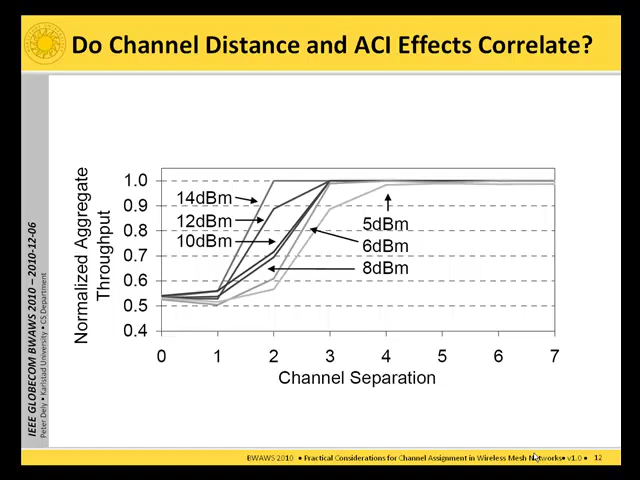 Do Channel Distance and ACI Effects Correlate?
Normalized Aggregate
Throughput
1.0
0.9
0.8
0.7
0.6
0.5
0.4
14dBm
12dBm
10dBm
5dBm
6dBm
8dBm
0 1 2 3 4 5 6 7
Channel Separation
IEEE GLOBECOM BWAWS 2010 – 2010-12-06
Peter Dely • Karlstad University • CS Department
BWAWS 2010 • Practical Considerations for Channel Assignment in Wireless Mesh Networks • v1.0 • 12